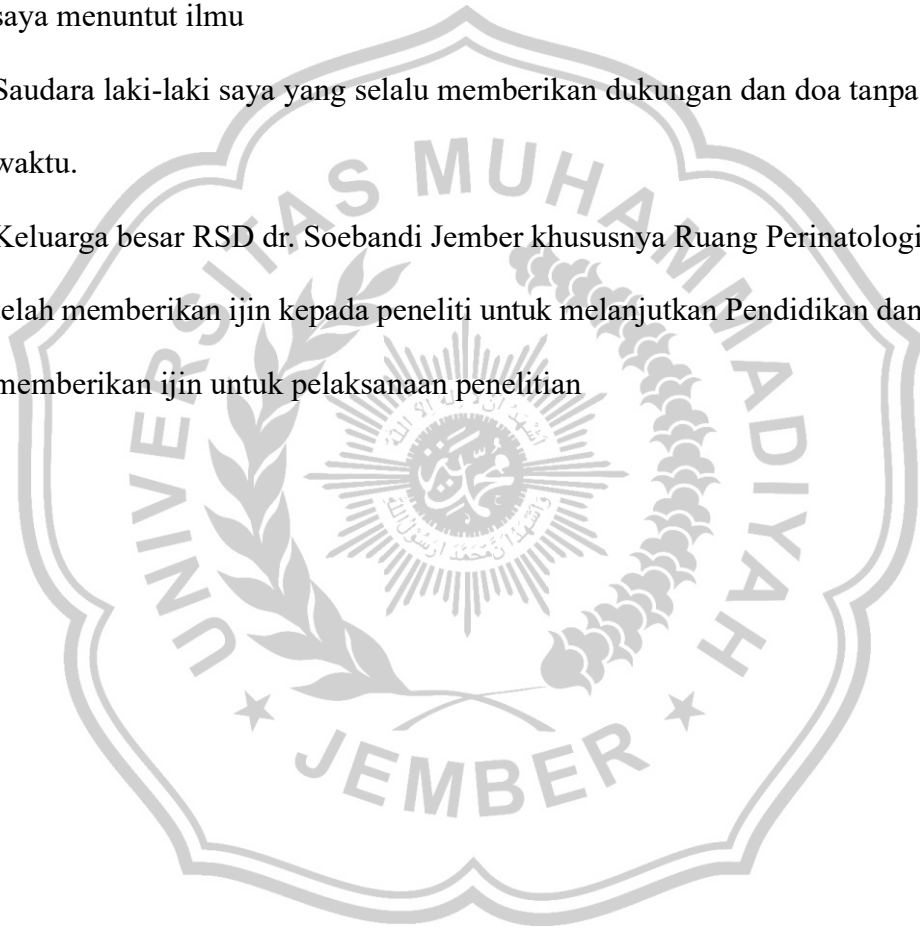 saya menuntut ilmu
Saudara laki-laki saya yang selalu memberikan dukungan dan doa tanpa
waktu.
Keluarga besar RSD dr. Soebandi Jember khususnya Ruang Perinatologi
telah memberikan ijin kepada peneliti untuk melanjutkan Pendidikan dan
memberikan ijin untuk pelaksanaan penelitian
UNIVERSITAS MUHAMMADIYAH
JEMBER